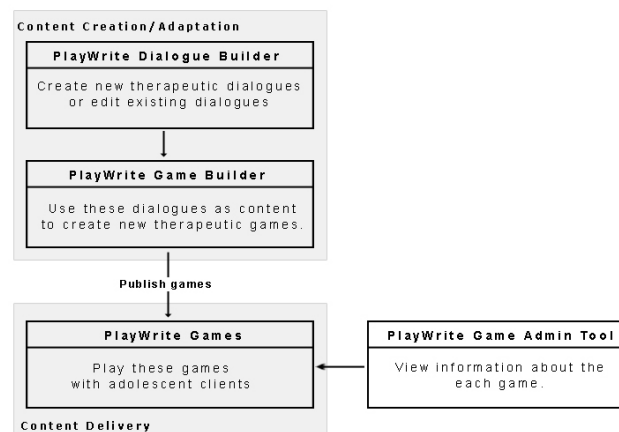 Content Creation/Adaptation
PlayWrite Dialogue Builder
Create new therapeutic dialogues
or edit existing dialogues
PlayWrite Game Builder
Use these dialogues as content
to create new therapeutic games.
Publish games
PlayWrite Games
Play these games
with adolescent clients
PlayWrite Game Admin Tool
View information about the
each game.
Content Delivery